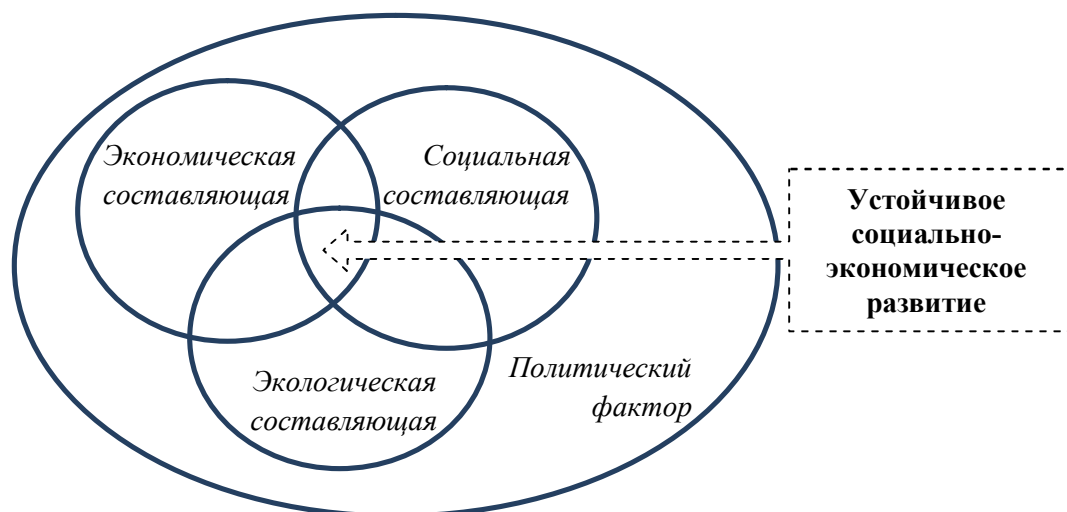 Экономическая
составляющая
Социальная
составляющая
Устойчивое
социально-
экономическое
развитие
Экологическая
составляющая
Политический
фактор